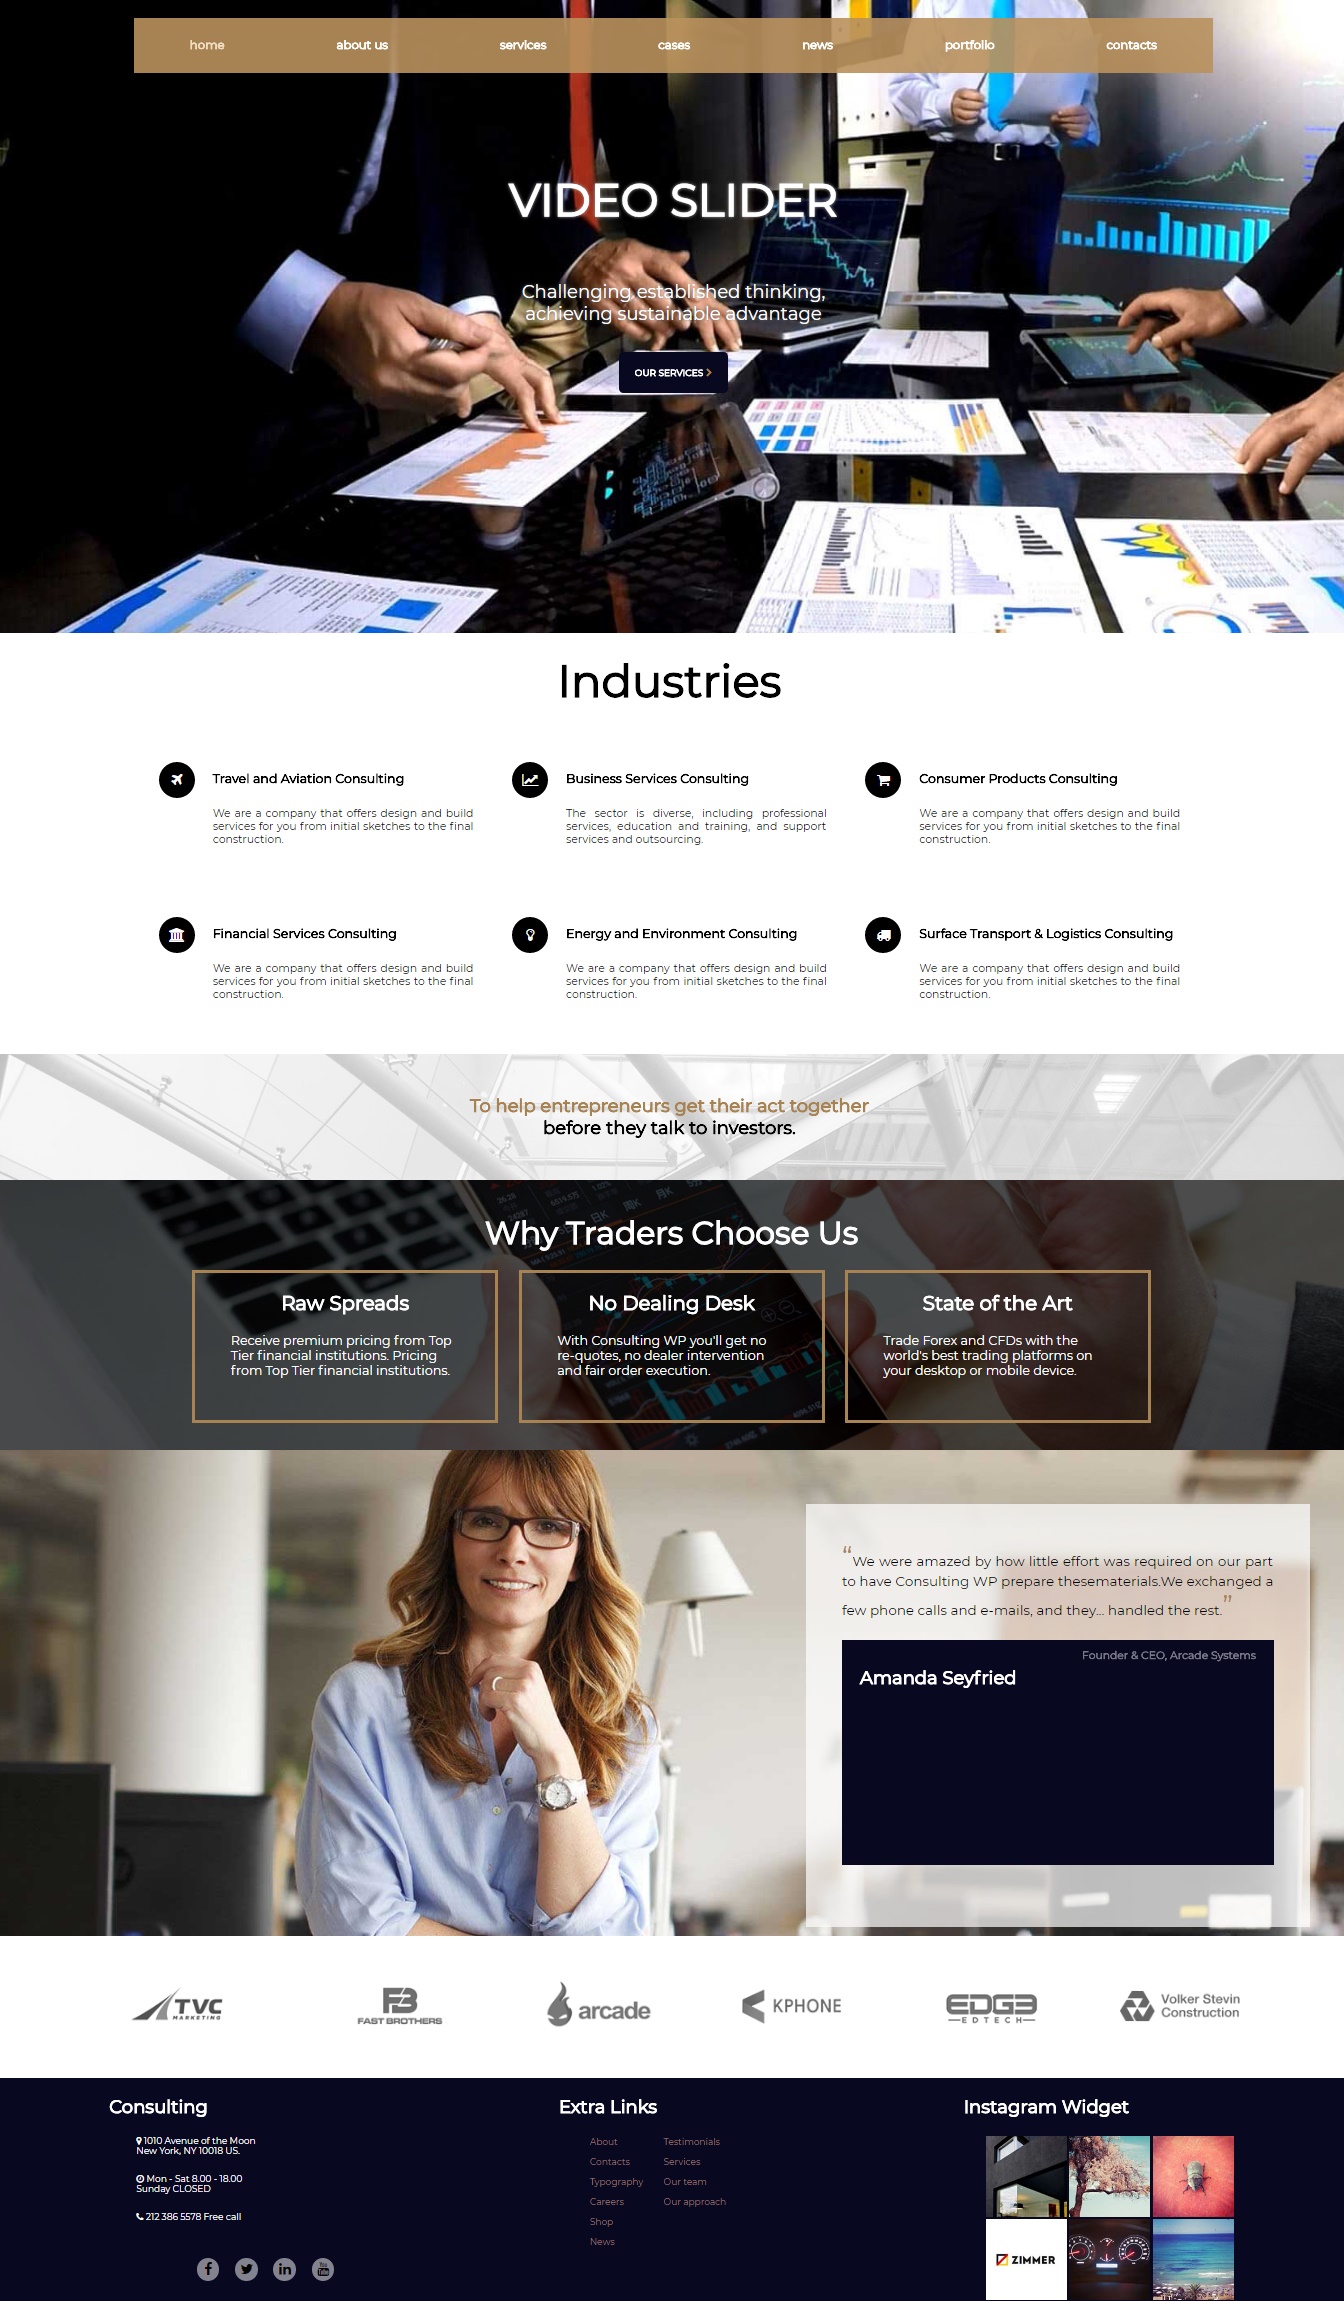 home about us services cases news portfolio contacts
VIDEO SLIDER
Challenging established thinking,
achieving sustainable advantage
OUR SERVICES
Industries
Travel and Aviation Consulting
We are a company that offers design and build
services for you from initial sketches to the final
construction.
Business Services Consulting
The sector is diverse, including professional
services, education and training, and support
services and outsourcing.
Consumer Products Consulting
We are a company that offers design and build
services for you from initial sketches to the final
construction.
Financial Services Consulting
We are a company that offers design and build
services for you from initial sketches to the final
construction.
Energy and Environment Consulting
We are a company that offers design and build
services for you from initial sketches to the final
construction.
Surface Transport & Logistics Consulting
We are a company that offers design and build
services for you from initial sketches to the final
construction.
To help entrepreneurs get their act together
before they talk to investors.
Why Traders Choose Us
Raw Spreads
Receive premium pricing from Top
Tier financial institutions. Pricing
from Top Tier financial institutions.
No Dealing Desk
With Consulting WP you'll get no
re-quotes, no dealer intervention
and fair order execution.
State of the Art
Trade Forex and CFDs with the
world's best trading platforms on
your desktop or mobile device.
“We were amazed by how little effort was required on our part
to have Consulting WP prepare thesematerials.We exchanged a
few phone calls and e-mails, and they... handled the rest.”
Founder & CEO, Arcade Systems
Amanda Seyfried
TVC
MARKETING
FB
FAST BROTHERS
arcade
KPHONE
EDG3
EDTECH
Volker Stevin
Construction
Consulting
1010 Avenue of the Moon
New York, NY 10018 US.
Mon - Sat 8.00 - 18.00
Sunday CLOSED
212 386 5578 Free call
Extra Links
About
Contacts
Typography
Careers
Shop
News
Testimonials
Services
Our team
Our approach
Instagram Widget
ZIMMER